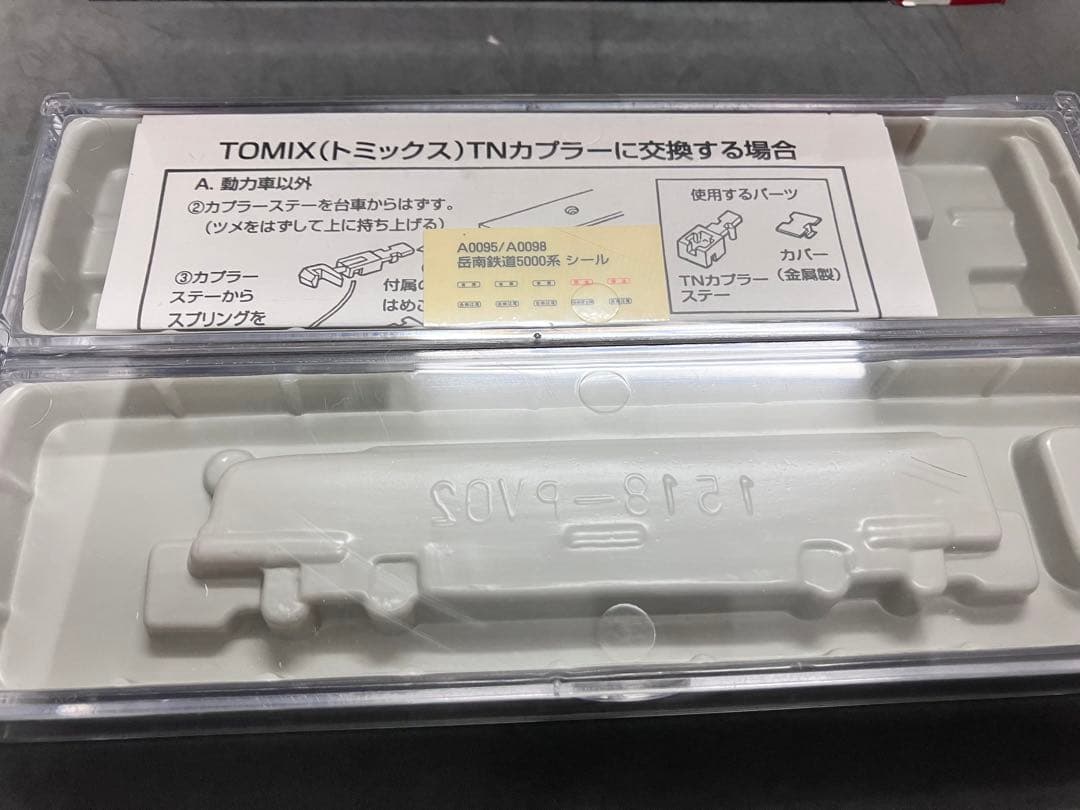 TOMIX(トミックス)TNカプラーに交換する場合
A. 動力車以外
②カプラーステーを台車からはずす。
(ツメをはずして上に持ち上げる)
③カプラー
ステーから
スプリングを
付属の
はめこ
使用するパーツ
TNカプラー
ステー
カバー
(金属製)
A0095/A0098
岳南鉄道5000系 シール
1518-PV02